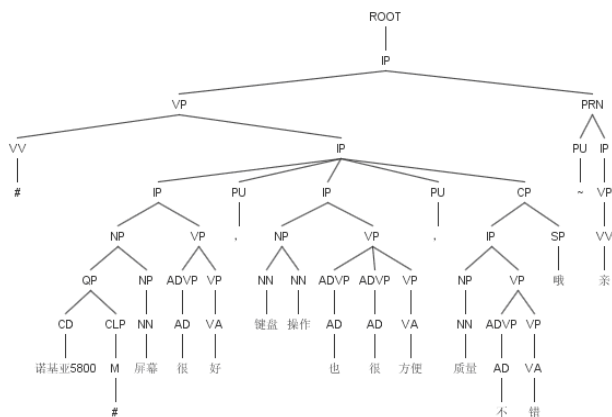 ROOT
IP
VP PRN
VV IP PU IP
# IP PU IP PU CP ~ VP
NP VP , NP VP , IP SP VV
QP NP ADVP VP NN NN ADVP ADVP VP NP VP 哦 亲
CD CLP NN AD VA 键盘 操作 AD AD VA NN ADVP VP
诺基亚5800 M 屏幕 很 好 也 很 方便 质量 AD VA
# 不 错